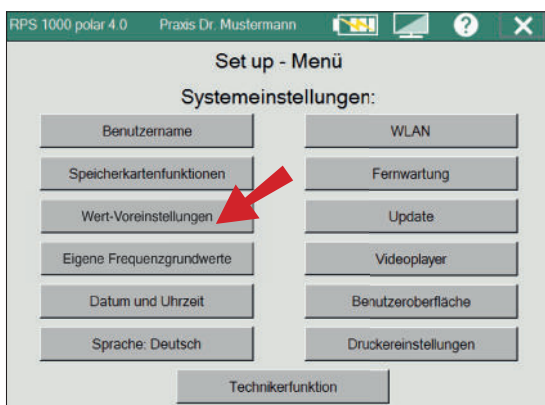 RPS 1000 polar 4.0 Praxis Dr. Mustermann ?
Set up - Menü
Systemeinstellungen:
Benutzername
WLAN
Speicherkartenfunktionen
Fernwartung
Wert-Voreinstellungen
Update
Eigene Frequenzgrundwerte
Videoplayer
Datum und Uhrzeit
Benutzeroberfläche
Sprache: Deutsch
Druckereinstellungen
Technikerfunktion